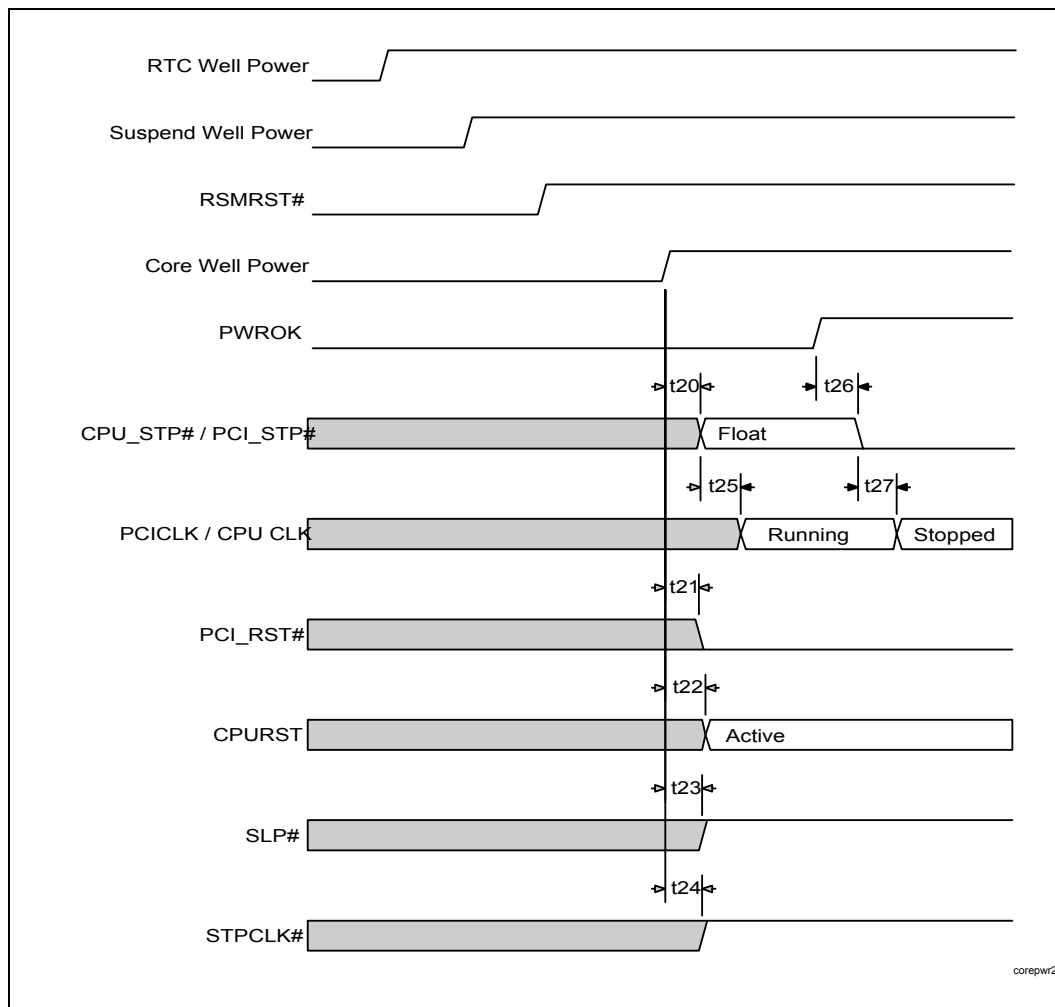 RTC Well Power
Suspend Well Power
RSMRST#
Core Well Power
PWROK
t20
t26
CPU_STP# / PCI_STP#
Float
t25
t27
PCICLK / CPU CLK
Running
Stopped
t21
PCI_RST#
t22
CPURST
Active
t23
SLP#
t24
STPCLK#
corepwr2